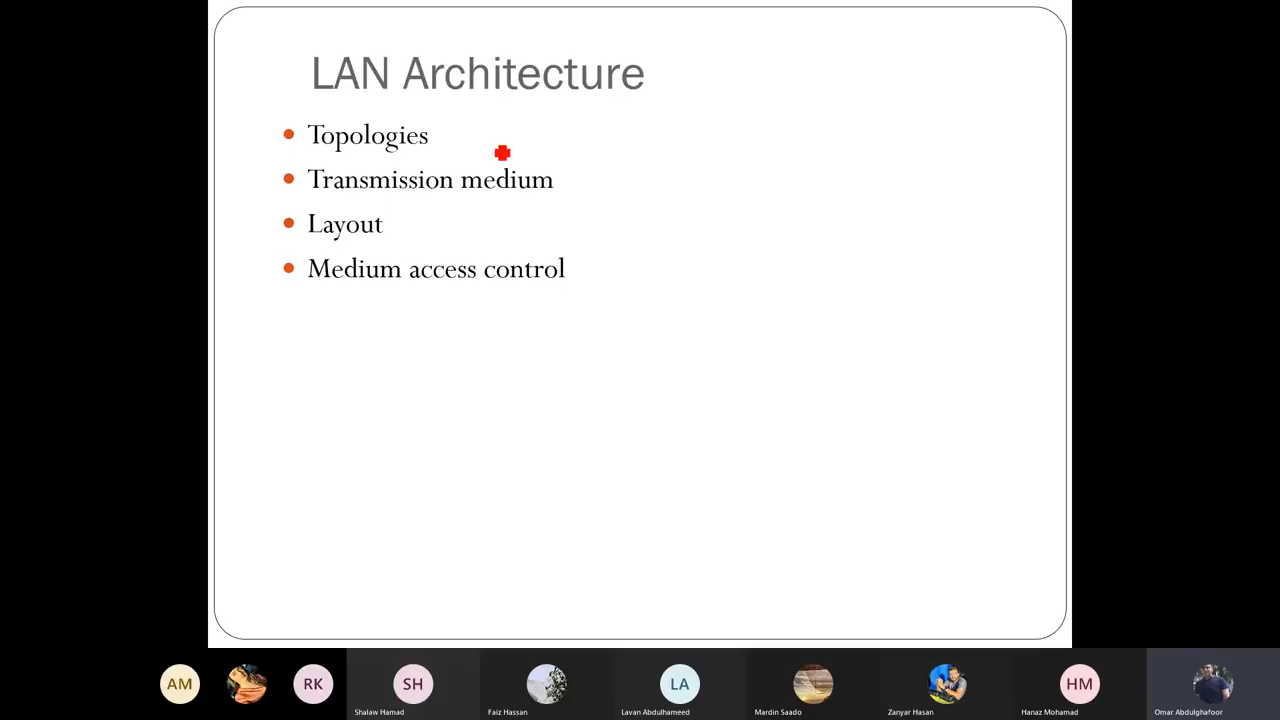 LAN Architecture
Topologies
Transmission medium
Layout
Medium access control
AM
RK
SH
LA
HM
Shalaw Hamad
Faiz Hassan
Lavan Abdulhameed
Mardin Saado
Zanyar Hasan
Hanaz Mohamad
Omar Abdulghafoor